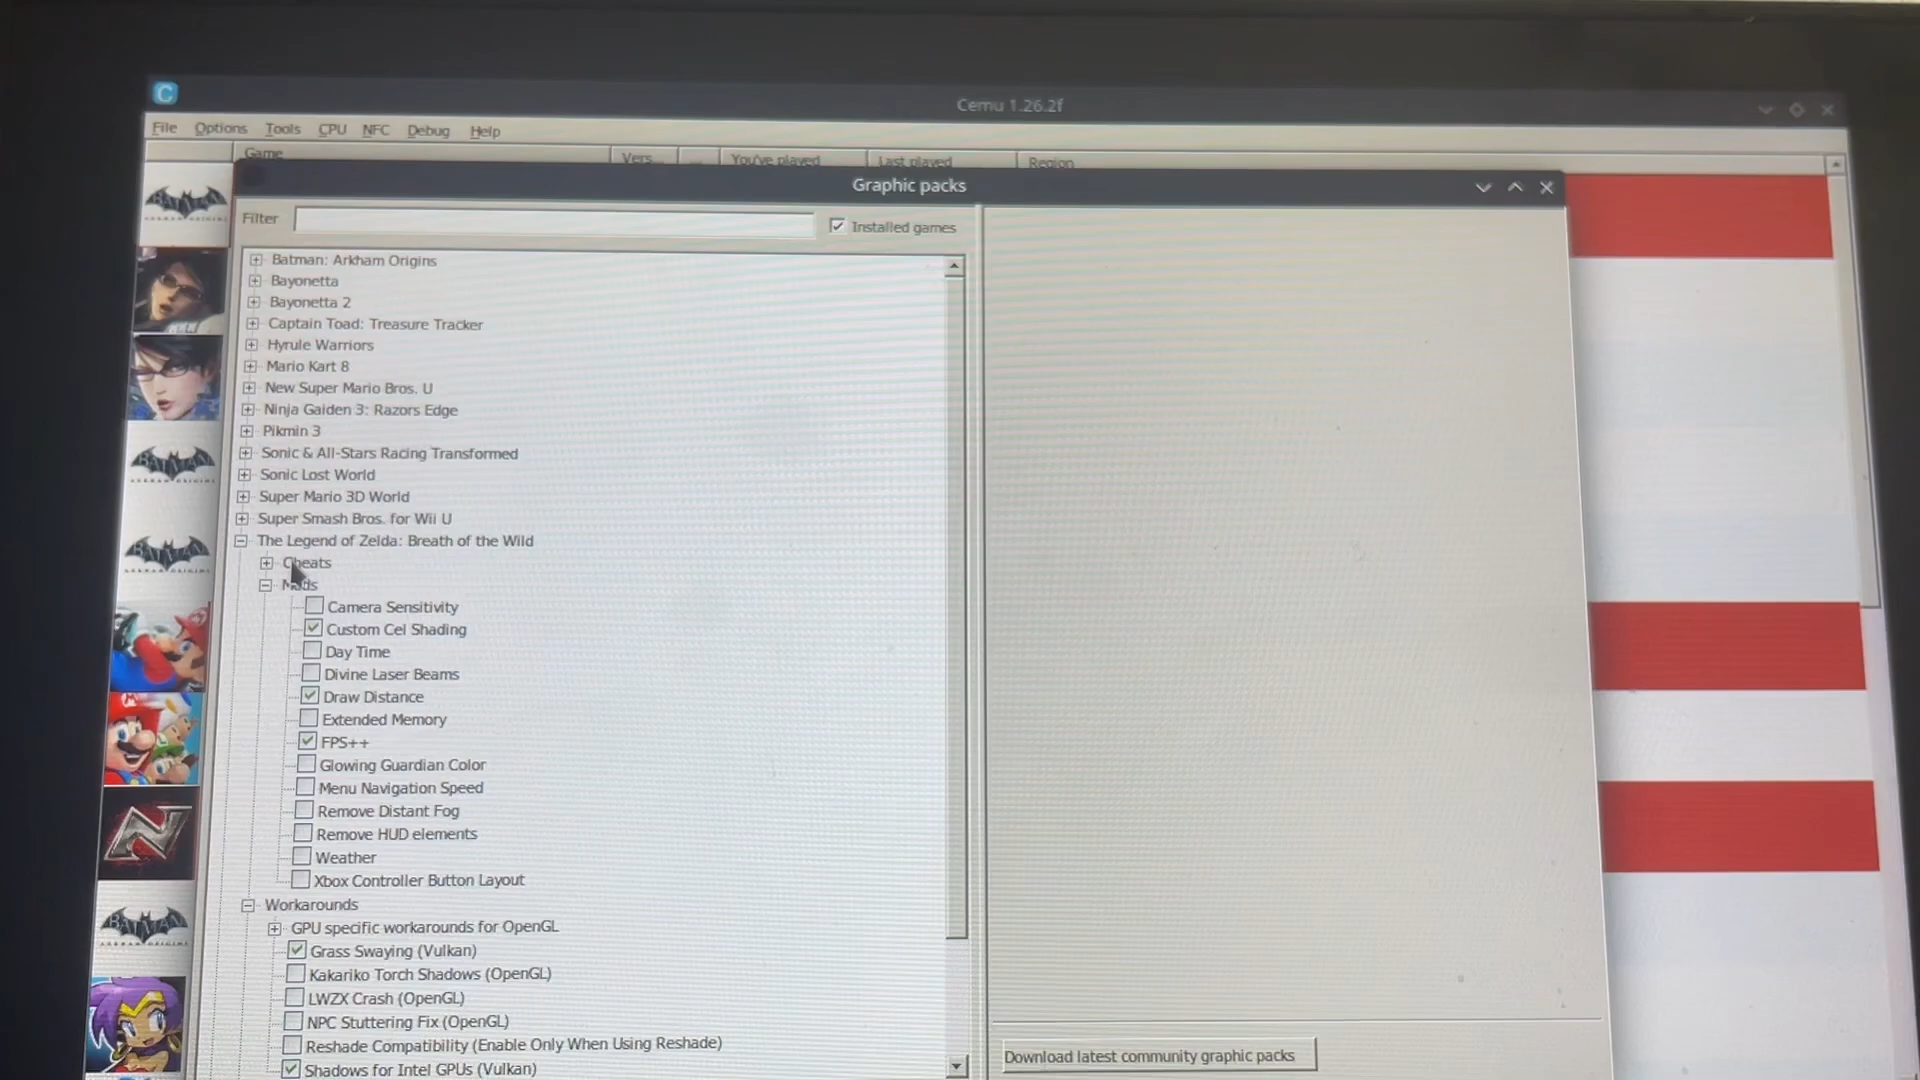 Cemu 1.26.2f
File Options Tools CPU NFC Debug Help
Game Vers... ... You've played Last played Region
Graphic packs
Filter
Installed games
Batman: Arkham Origins
Bayonetta
Bayonetta 2
Captain Toad: Treasure Tracker
Hyrule Warriors
Mario Kart 8
New Super Mario Bros. U
Ninja Gaiden 3: Razors Edge
Pikmin 3
Sonic & All-Stars Racing Transformed
Sonic Lost World
Super Mario 3D World
Super Smash Bros. for Wii U
The Legend of Zelda: Breath of the Wild
Cheats
Mods
Camera Sensitivity
Custom Cel Shading
Day Time
Divine Laser Beams
Draw Distance
Extended Memory
FPS++
Glowing Guardian Color
Menu Navigation Speed
Remove Distant Fog
Remove HUD elements
Weather
Xbox Controller Button Layout
Workarounds
GPU specific workarounds for OpenGL
Grass Swaying (Vulkan)
Kakariko Torch Shadows (OpenGL)
LWZX Crash (OpenGL)
NPC Stuttering Fix (OpenGL)
Reshade Compatibility (Enable Only When Using Reshade)
Shadows for Intel GPUs (Vulkan)
Download latest community graphic packs